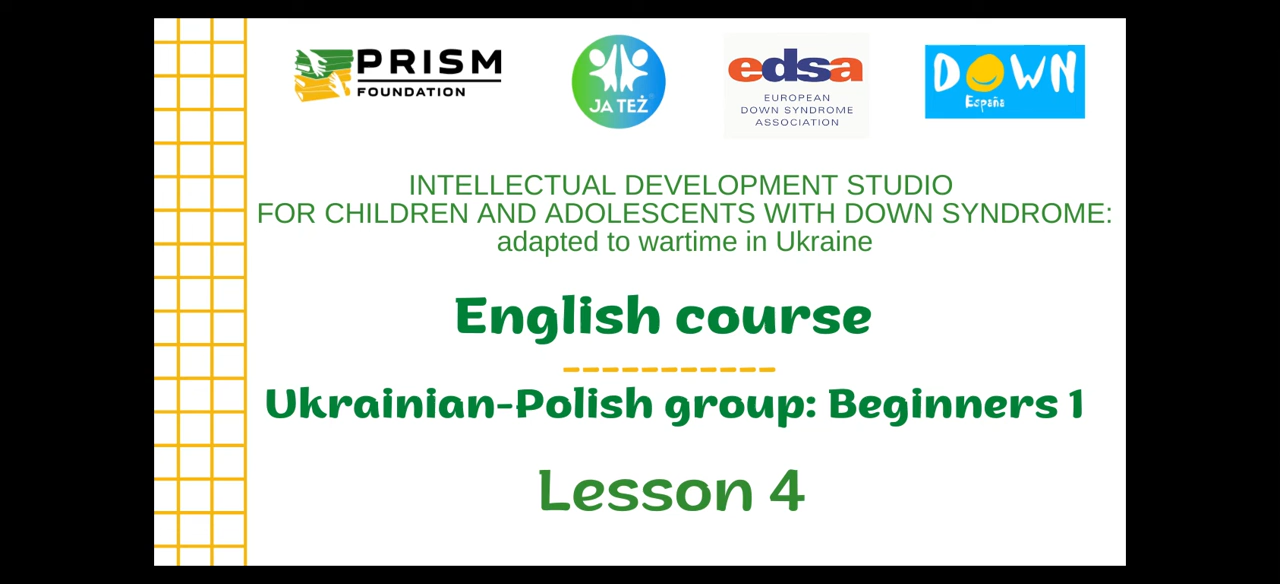 PRISM
FOUNDATION
JA TEŻ
edsa
EUROPEAN
DOWN SYNDROME
ASSOCIATION
DOWN
España
INTELLECTUAL DEVELOPMENT STUDIO
FOR CHILDREN AND ADOLESCENTS WITH DOWN SYNDROME:
adapted to wartime in Ukraine
English course
Ukrainian-Polish group: Beginners 1
Lesson 4